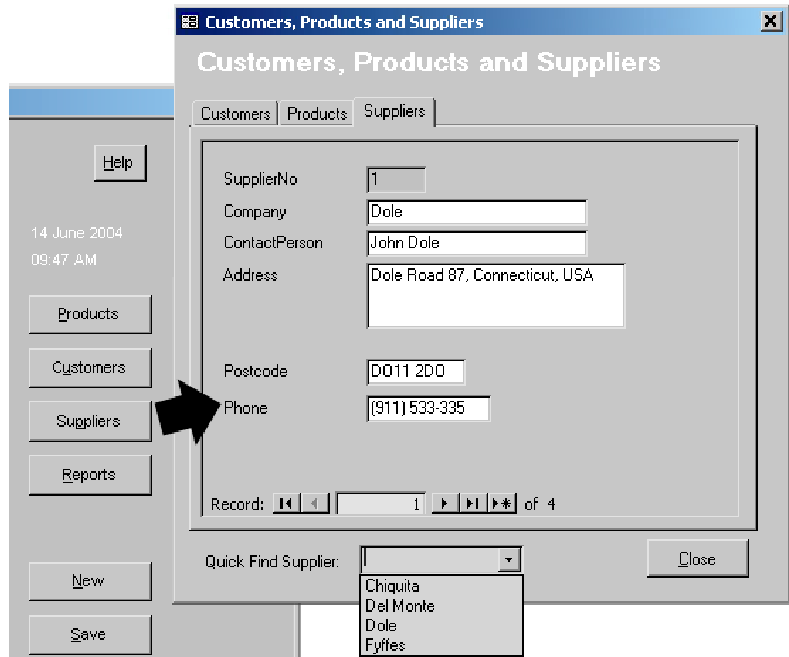 Customers, Products and Suppliers
Customers, Products and Suppliers
Customers Products Suppliers
SupplierNo 1
Company Dole
ContactPerson John Dole
Address Dole Road 87, Connecticut, USA
Postcode DO11 2DO
Phone (911) 533-335
Record: 1 of 4
Quick Find Supplier:
Chiquita
Del Monte
Dole
Fyffes
Close
Help
14 June 2004
09:47 AM
Products
Customers
Suppliers
Reports
New
Save